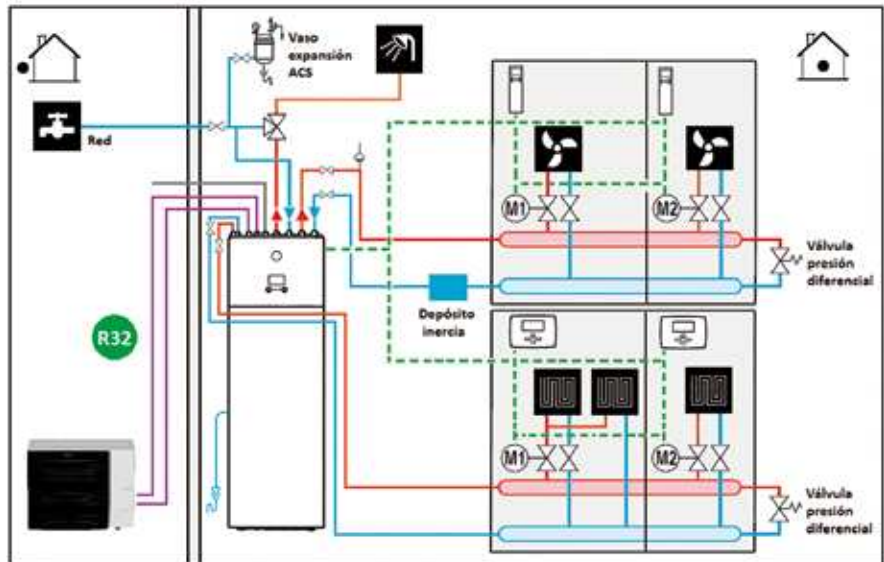 Vaso
expansión
ACS
Red
M1
M2
Válvula
presión
diferencial
Depósito
inercia
R32
M1
M2
Válvula
presión
diferencial